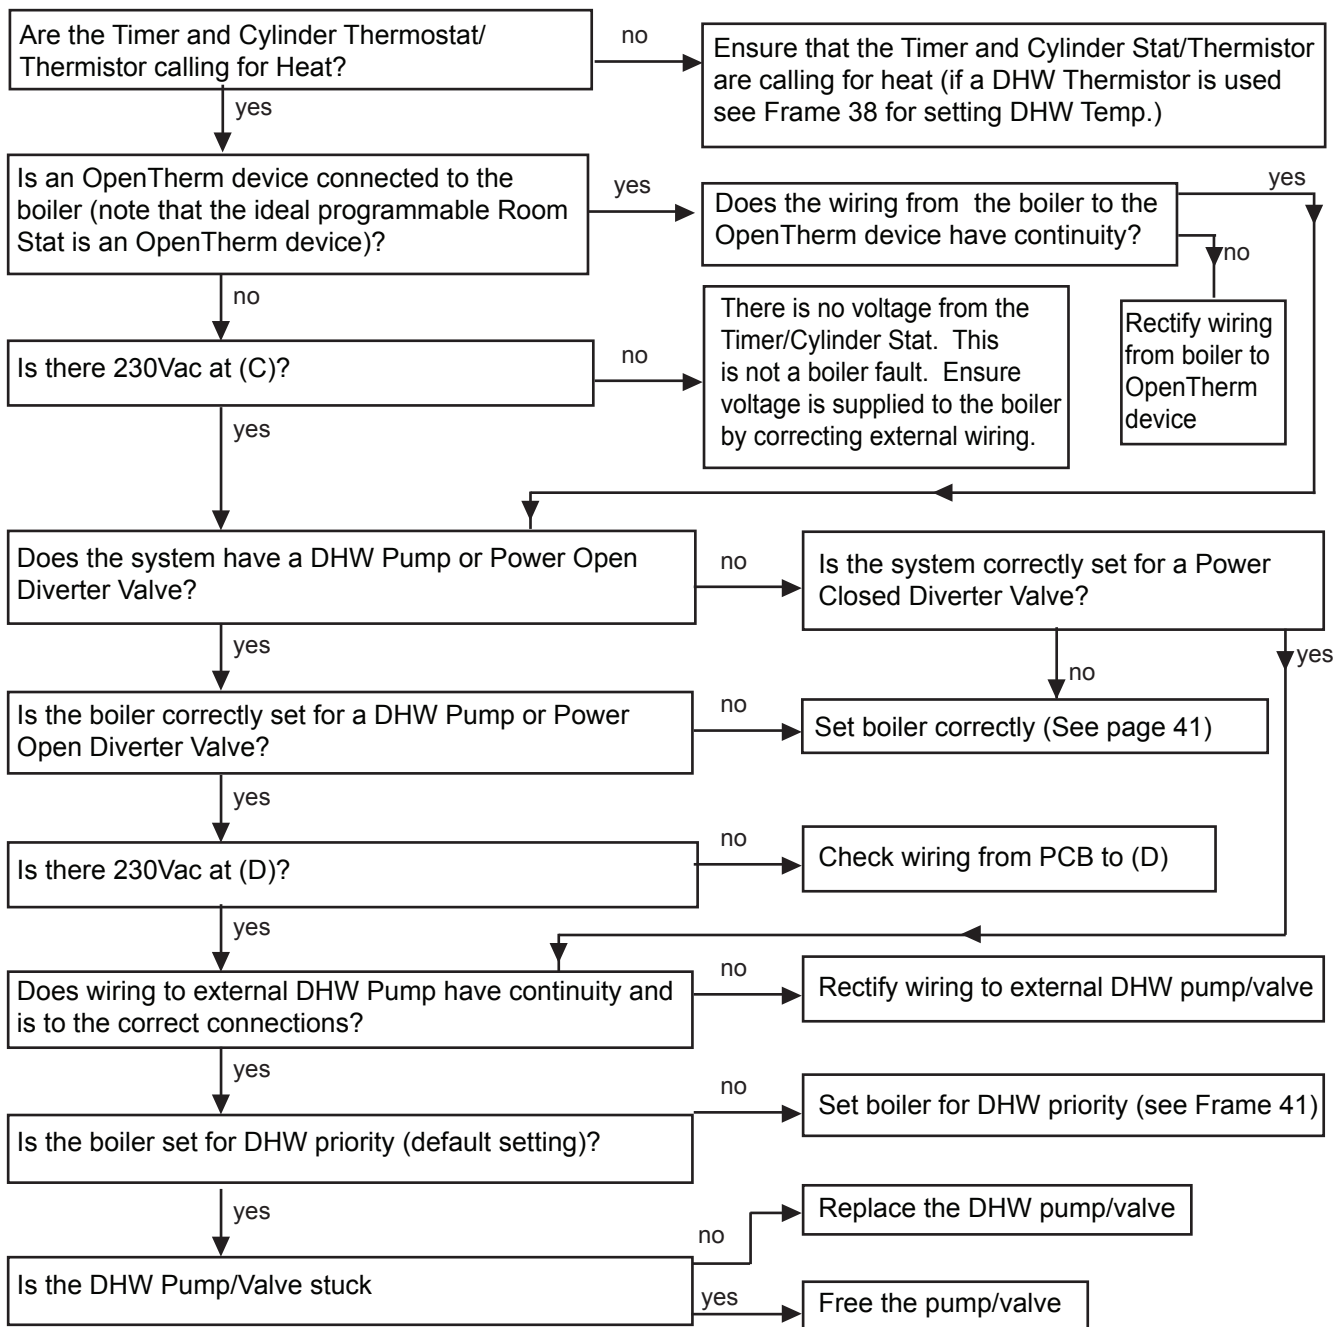 Are the Timer and Cylinder Thermostat/
Thermistor calling for Heat?
no
Ensure that the Timer and Cylinder Stat/Thermistor
are calling for heat (if a DHW Thermistor is used
see Frame 38 for setting DHW Temp.)
yes
Is an OpenTherm device connected to the
boiler (note that the ideal programmable Room
Stat is an OpenTherm device)?
yes
Does the wiring from the boiler to the
OpenTherm device have continuity?
yes
no
Rectify wiring
from boiler to
OpenTherm
device
no
Is there 230Vac at (C)?
no
There is no voltage from the
Timer/Cylinder Stat. This
is not a boiler fault. Ensure
voltage is supplied to the boiler
by correcting external wiring.
yes
Does the system have a DHW Pump or Power Open
Diverter Valve?
no
Is the system correctly set for a Power
Closed Diverter Valve?
yes
no
yes
Is the boiler correctly set for a DHW Pump or Power
Open Diverter Valve?
no
Set boiler correctly (See page 41)
yes
Is there 230Vac at (D)?
no
Check wiring from PCB to (D)
yes
Does wiring to external DHW Pump have continuity and
is to the correct connections?
no
Rectify wiring to external DHW pump/valve
yes
Is the boiler set for DHW priority (default setting)?
no
Set boiler for DHW priority (see Frame 41)
yes
Is the DHW Pump/Valve stuck
no
Replace the DHW pump/valve
yes
Free the pump/valve